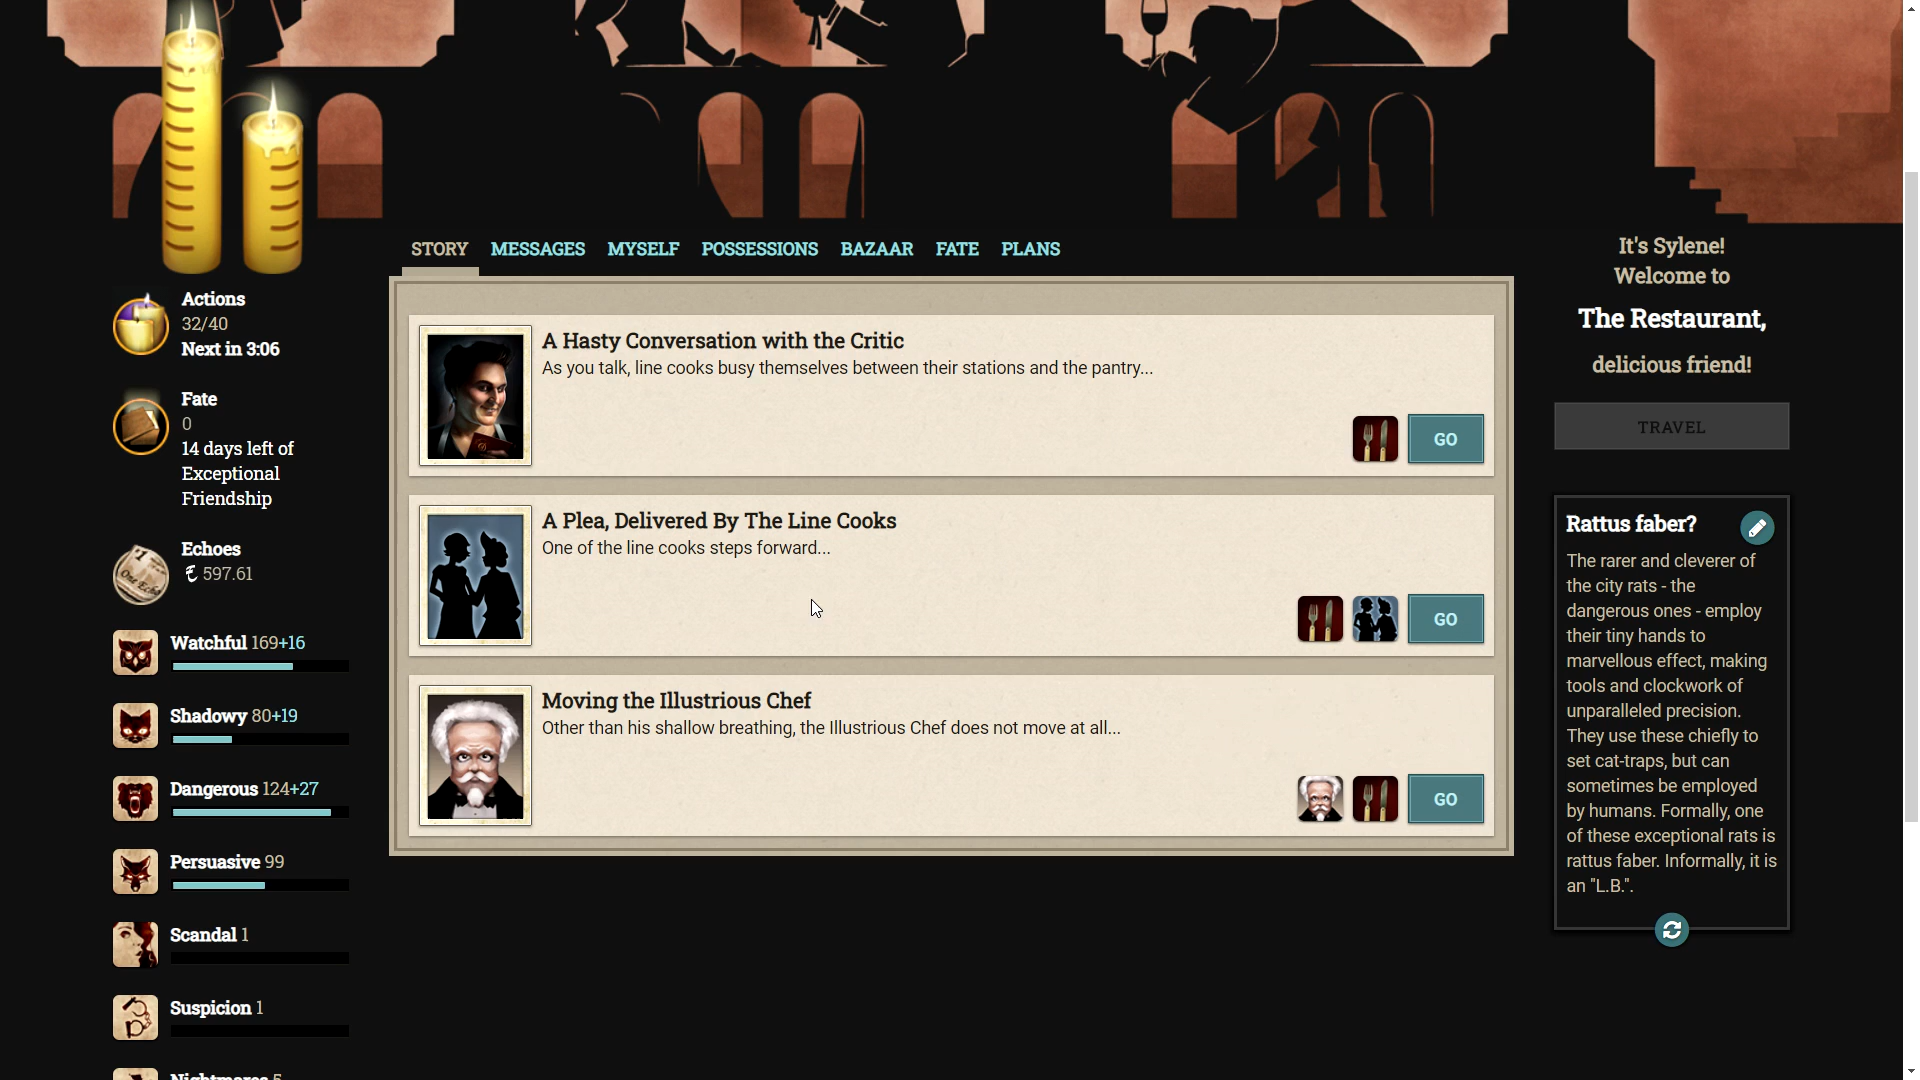 STORY MESSAGES MYSELF POSSESSIONS BAZAAR FATE PLANS
Actions
32/40
Next in 3:06
Fate
0
14 days left of
Exceptional
Friendship
Echoes
597.61
Watchful 169+16
Shadowy 80+19
Dangerous 124+27
Persuasive 99
Scandal 1
Suspicion 1
Nightmares 5
A Hasty Conversation with the Critic
As you talk, line cooks busy themselves between their stations and the pantry...
GO
A Plea, Delivered By The Line Cooks
One of the line cooks steps forward...
GO
Moving the Illustrious Chef
Other than his shallow breathing, the Illustrious Chef does not move at all...
GO
It's Sylene!
Welcome to
The Restaurant,
delicious friend!
TRAVEL
Rattus faber?
The rarer and cleverer of
the city rats - the
dangerous ones - employ
their tiny hands to
marvellous effect, making
tools and clockwork of
unparalleled precision.
They use these chiefly to
set cat-traps, but can
sometimes be employed
by humans. Formally, one
of these exceptional rats is
rattus faber. Informally, it is
an "L.B.".